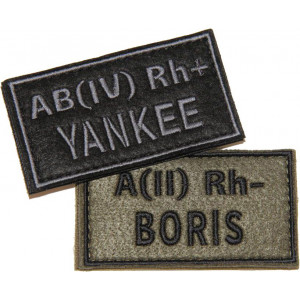 AB(IV) Rh+
YANKEE
A(II) Rh-
BORIS